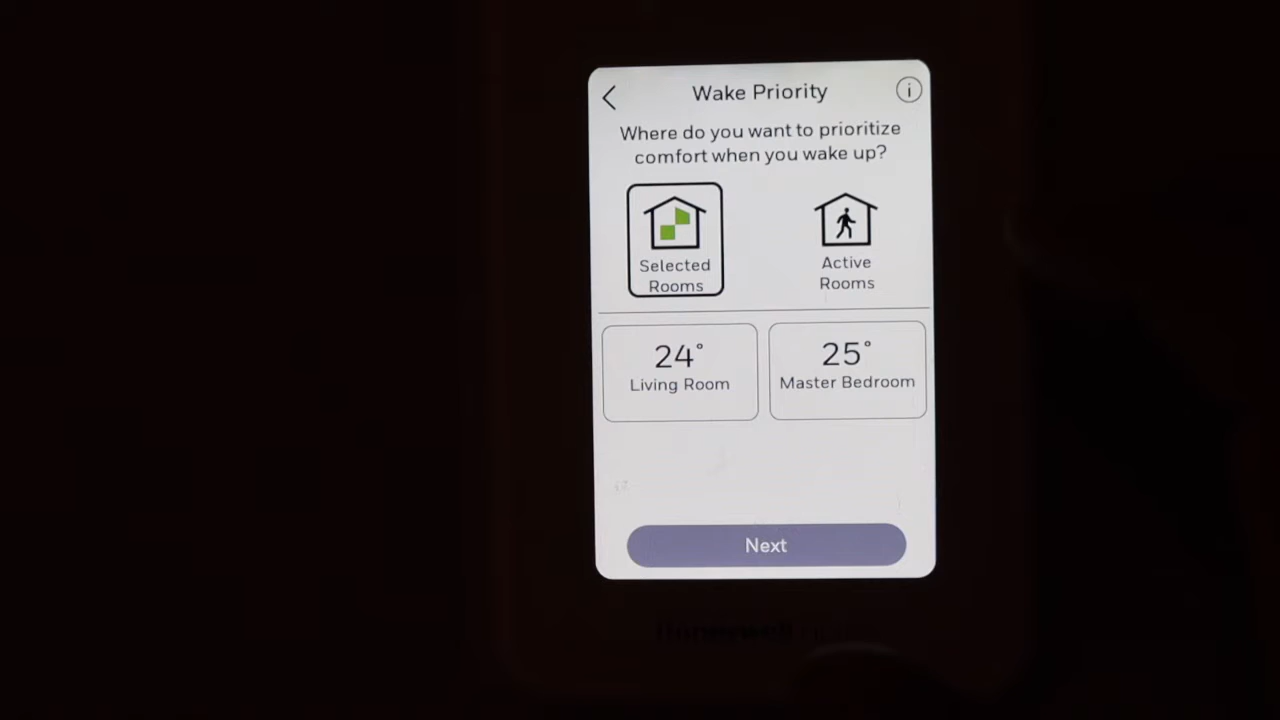 Wake Priority
Where do you want to prioritize
comfort when you wake up?
Selected
Rooms
Active
Rooms
24°
Living Room
25°
Master Bedroom
Next
Honeywell